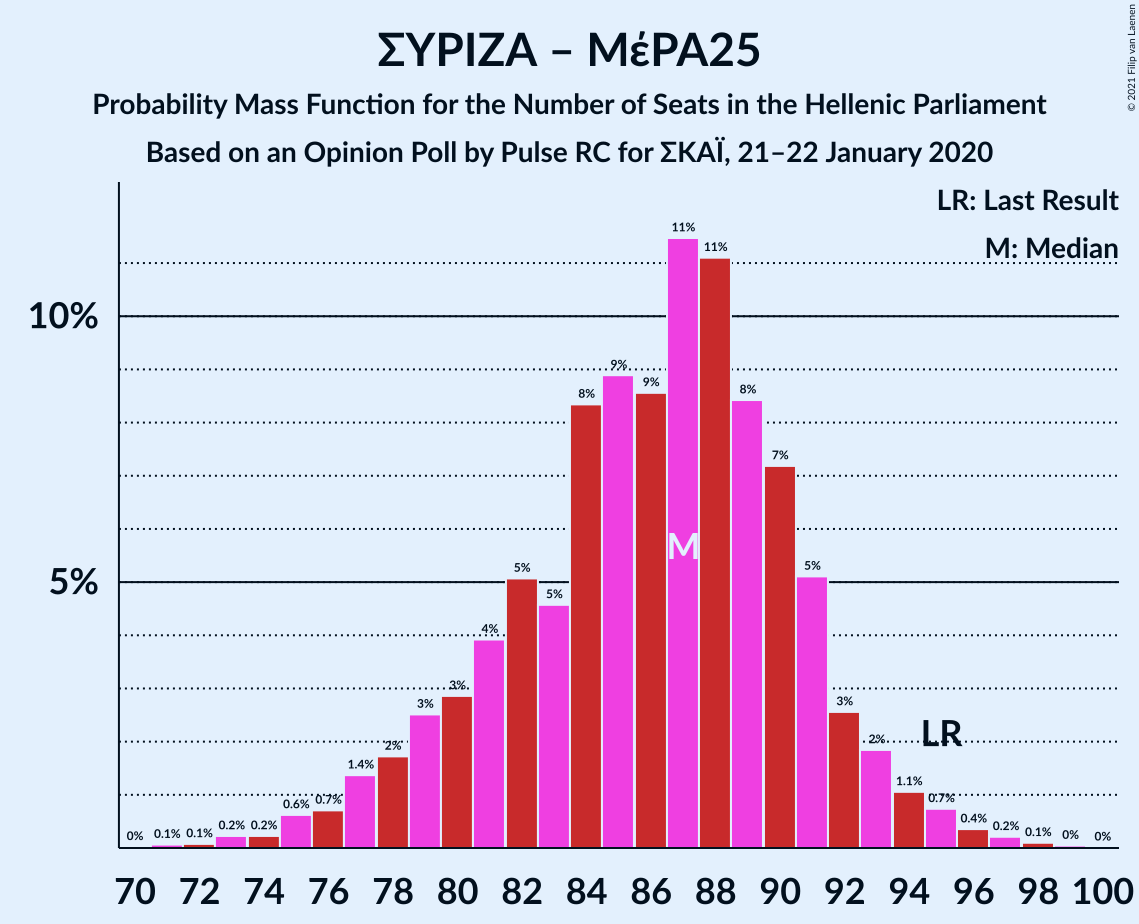 ΣΥΡΙΖΑ – ΜέΡΑ25
Probability Mass Function for the Number of Seats in the Hellenic Parliament
Based on an Opinion Poll by Pulse RC for ΣΚΑΪ, 21–22 January 2020
© 2021 Filip van Laenen
LR: Last Result
M: Median
10%
5%
0% 0.1% 0.1% 0.2% 0.2% 0.6% 0.7% 1.4% 2% 3% 3% 4% 5% 5% 8% 9% 9% 11% 11% 8% 7% 5% 3% 2% 1.1% 0.7% 0.4% 0.2% 0.1% 0% 0%
M
LR
70 72 74 76 78 80 82 84 86 88 90 92 94 96 98 100